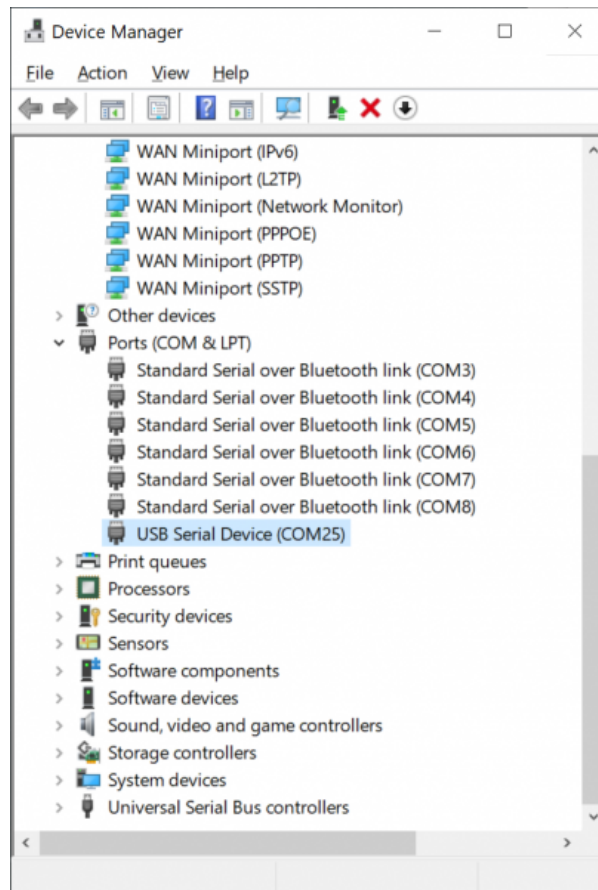 Device Manager
File Action View Help
WAN Miniport (IPv6)
WAN Miniport (L2TP)
WAN Miniport (Network Monitor)
WAN Miniport (PPPOE)
WAN Miniport (PPTP)
WAN Miniport (SSTP)
Other devices
Ports (COM & LPT)
Standard Serial over Bluetooth link (COM3)
Standard Serial over Bluetooth link (COM4)
Standard Serial over Bluetooth link (COM5)
Standard Serial over Bluetooth link (COM6)
Standard Serial over Bluetooth link (COM7)
Standard Serial over Bluetooth link (COM8)
USB Serial Device (COM25)
Print queues
Processors
Security devices
Sensors
Software components
Software devices
Sound, video and game controllers
Storage controllers
System devices
Universal Serial Bus controllers